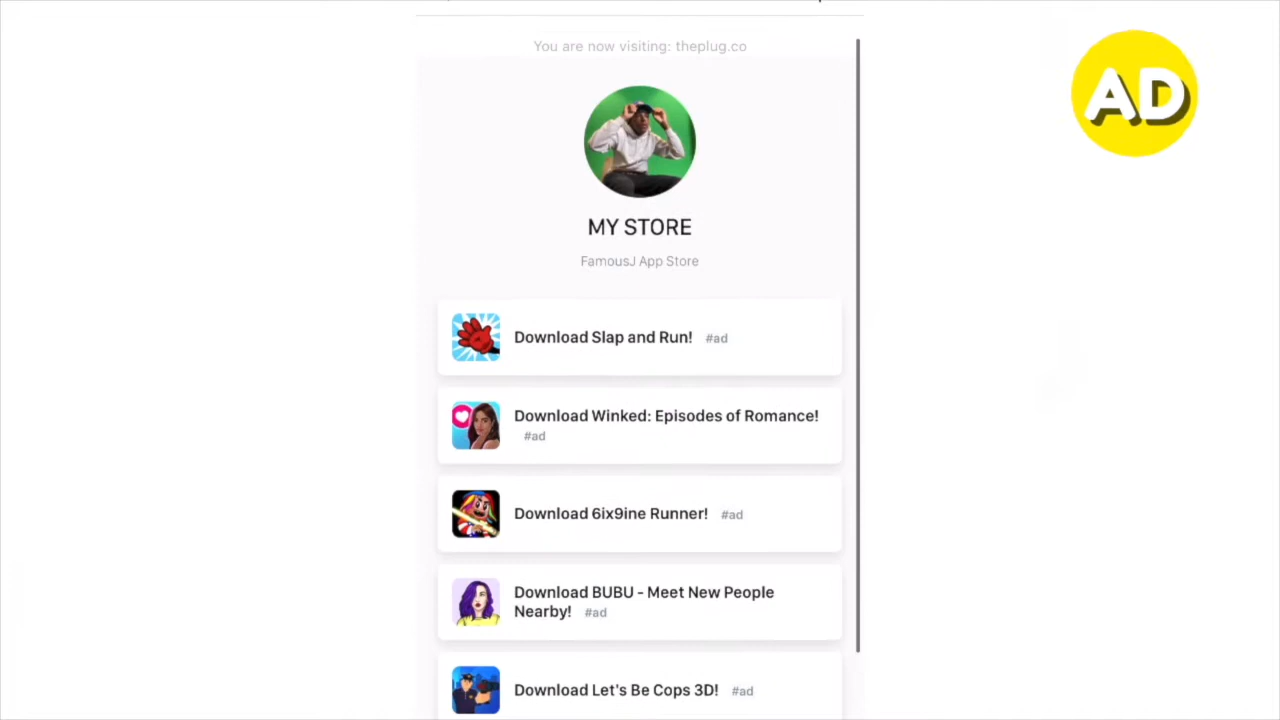 You are now visiting: theplug.co
AD
MY STORE
FamousJ App Store
Download Slap and Run! #ad
Download Winked: Episodes of Romance!
#ad
Download 6ix9ine Runner! #ad
Download BUBU - Meet New People
Nearby! #ad
Download Let's Be Cops 3D! #ad